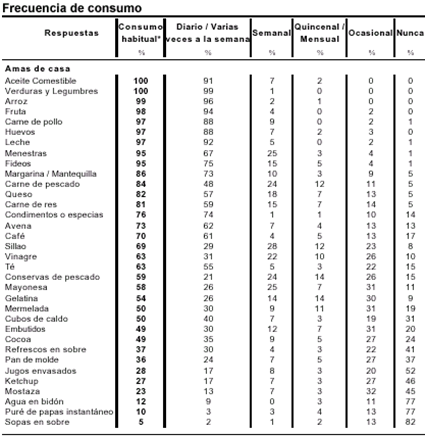 Frecuencia de consumo
Respuestas Consumo habitual* Diario / Varias veces a la semana Semanal Quincenal / Mensual Ocasional Nunca
% % % % % %
Amas de casa
Aceite Comestible 100 91 7 2 0 0
Verduras y Legumbres 100 99 1 0 0 0
Arroz 99 96 2 1 0 0
Fruta 98 94 4 0 2 0
Carne de pollo 97 88 9 0 2 1
Huevos 97 88 7 2 3 0
Leche 97 92 5 0 2 1
Menestras 95 67 25 3 4 1
Fideos 95 75 15 5 4 1
Margarina / Mantequilla 86 73 10 3 9 5
Carne de pescado 84 48 24 12 11 5
Queso 82 57 18 7 13 5
Carne de res 81 59 15 7 14 5
Condimentos o especias 76 74 1 1 10 14
Avena 73 62 7 4 13 13
Café 70 61 4 5 13 17
Sillao 69 29 28 12 23 8
Vinagre 63 31 22 10 26 10
Té 63 55 5 3 22 15
Conservas de pescado 59 21 24 14 26 15
Mayonesa 58 26 25 7 31 11
Gelatina 54 26 14 14 30 9
Mermelada 50 30 9 11 31 19
Cubos de caldo 50 40 7 3 19 31
Embutidos 49 30 12 7 31 20
Cocoa 49 35 9 5 27 24
Refrescos en sobre 37 30 4 3 22 41
Pan de molde 36 24 7 5 27 37
Jugos envasados 28 17 8 3 20 52
Ketchup 27 17 7 3 27 46
Mostaza 23 13 7 3 32 45
Agua en bidón 12 9 0 3 11 77
Puré de papas instantáneo 10 3 3 4 13 77
Sopas en sobre 5 2 1 2 13 82